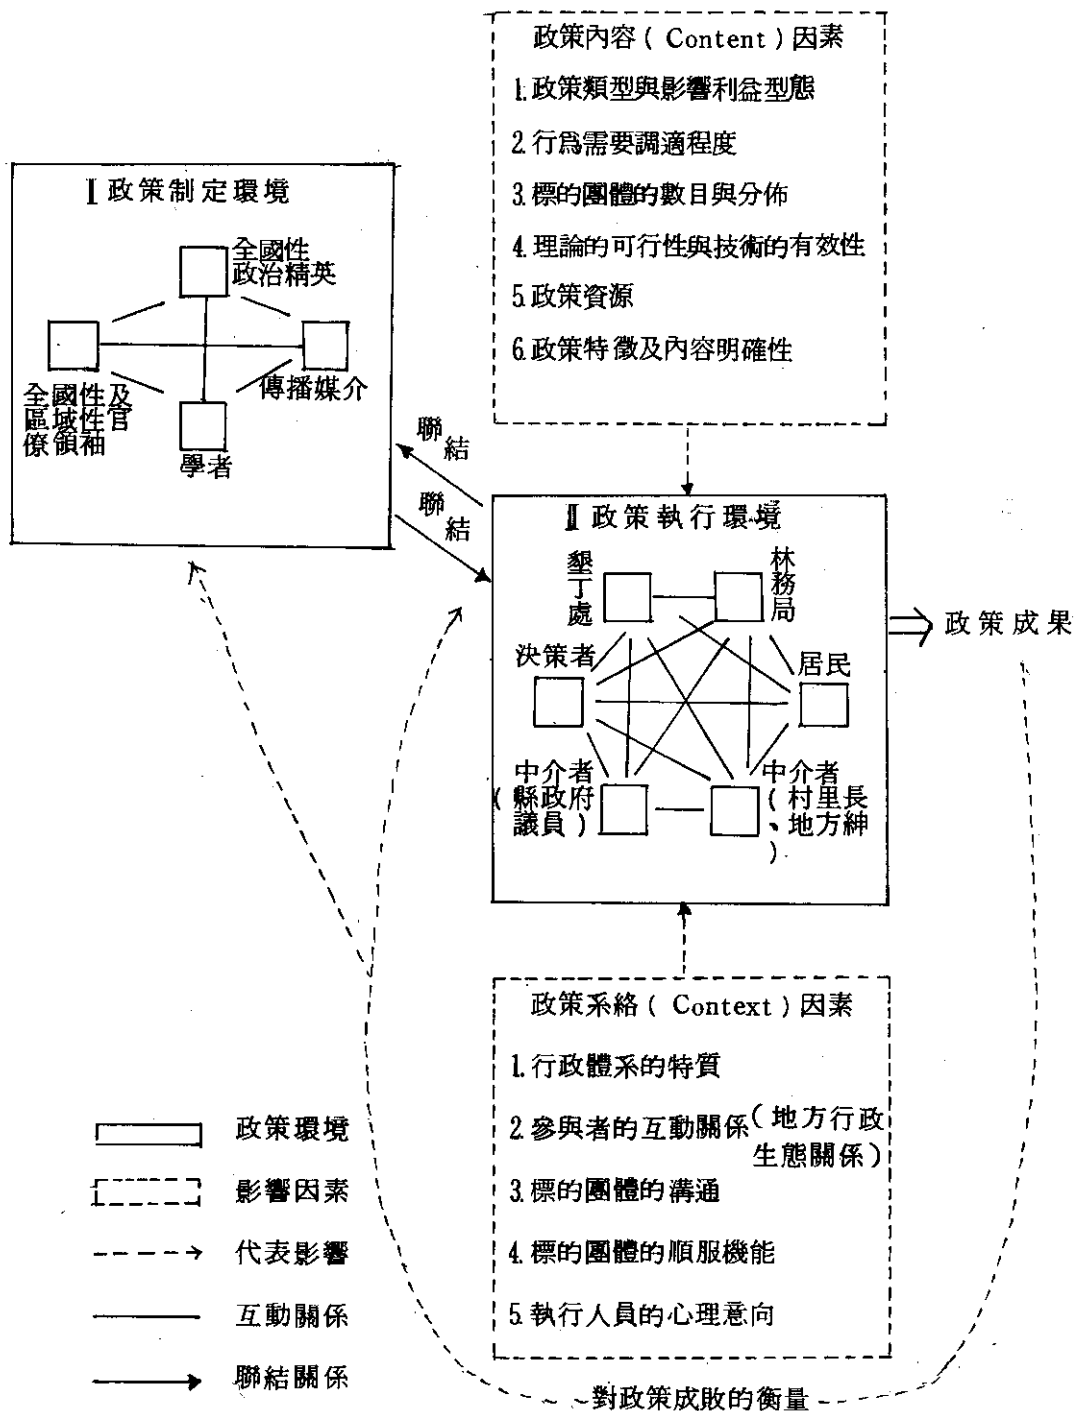 政策內容(Content)因素
1.政策類型與影響利益型態
2.行為需要調適程度
3.標的團體的數目與分佈
4.理論的可行性與技術的有效性
5.政策資源
6.政策特徵及內容明確性
I政策制定環境
全國性
政治精英
全國性及
區域性官
僚領袖
傳播媒介
學者
聯結
聯結
II政策執行環境
墾丁處
林務局
決策者
居民
中介者
(縣政府
議員)
中介者
(村里長、
地方紳)
政策成果
政策系絡(Context)因素
1.行政體系的特質
2.參與者的互動關係(地方行政
生態關係)
3.標的團體的溝通
4.標的團體的順服機能
5.執行人員的心理意向
政策環境
影響因素
代表影響
互動關係
聯結關係
對政策成敗的衡量